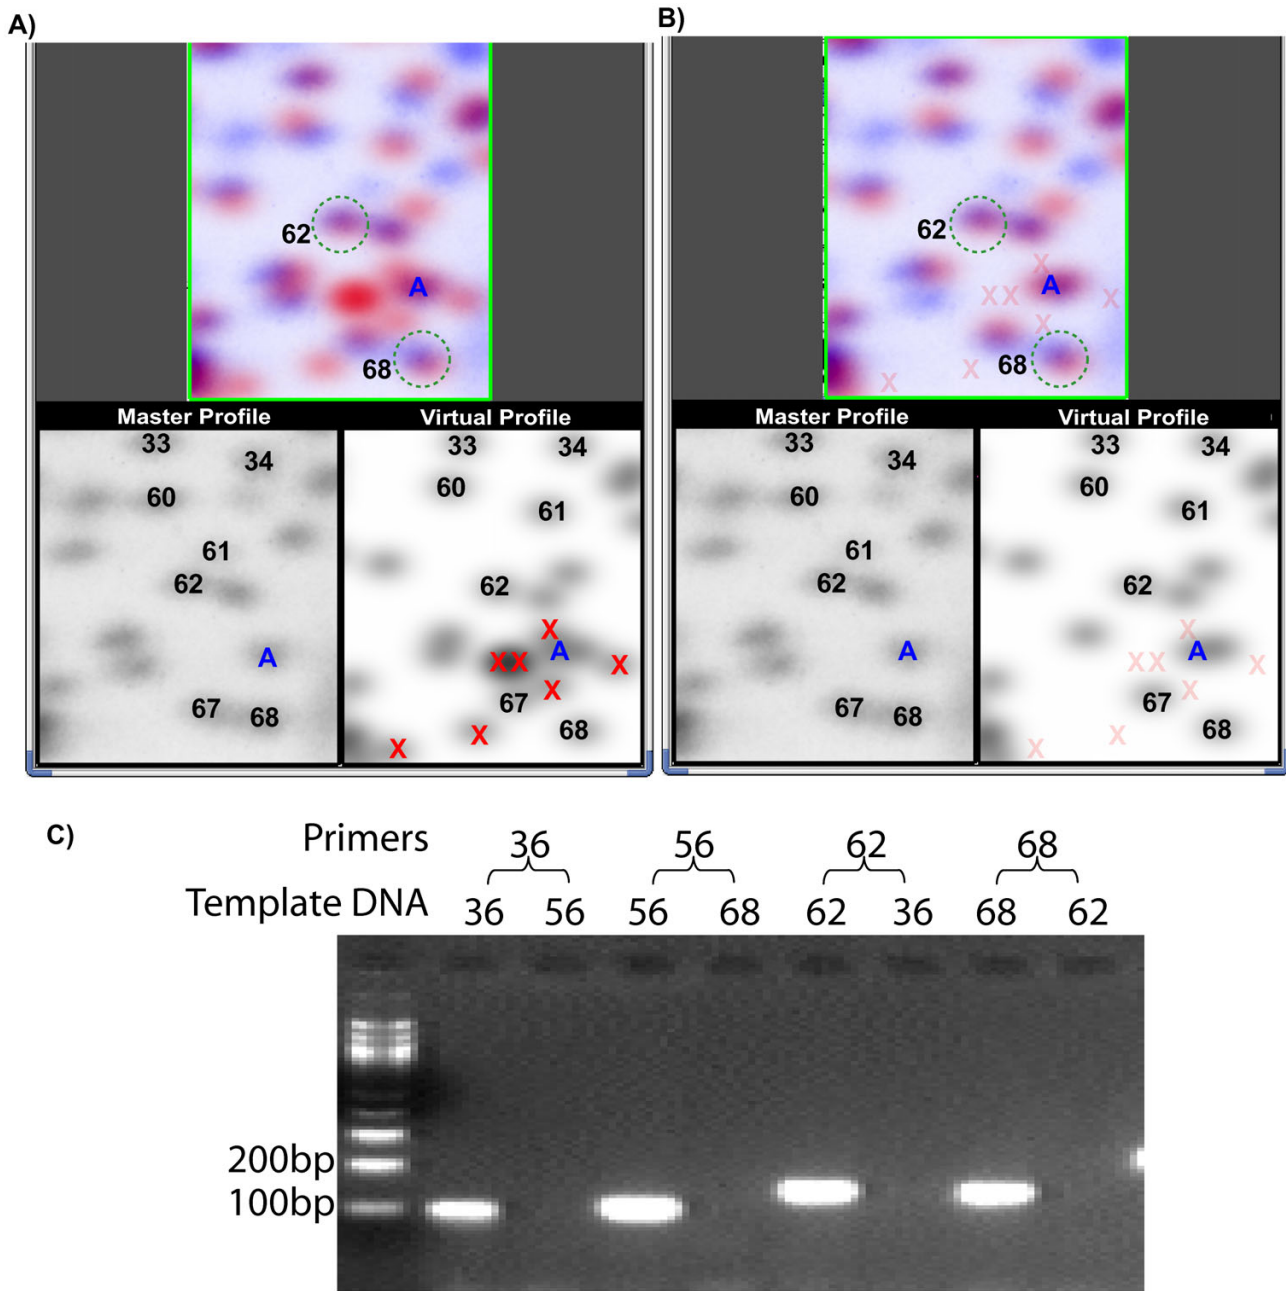 A)
62
A
68
Master Profile Virtual Profile
33
34
60
61
62
A
67
68
33
34
60
61
62
X
A
XX
X
X
67
68
X
X
B)
62
X
A
XX
X
X
68
X
X
Master Profile Virtual Profile
33
34
60
61
62
A
67
68
33
34
60
61
62
X
A
XX
X
X
67
68
X
X
C)
Primers 36 56 62 68
Template DNA 36 56 56 68 62 36 68 62
200bp
100bp